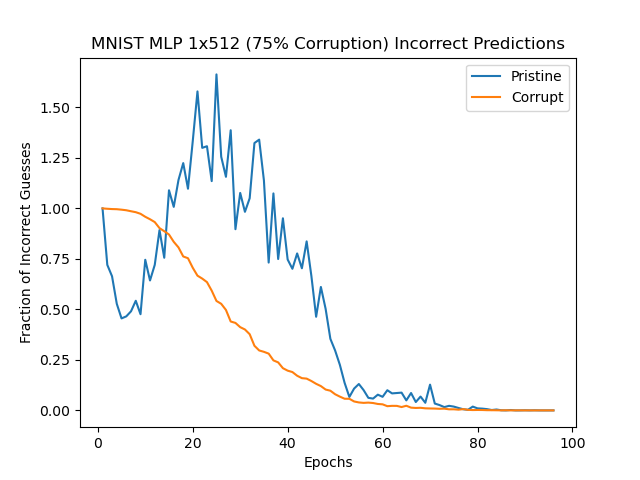 MNIST MLP 1x512 (75% Corruption) Incorrect Predictions
Pristine
Corrupt
Fraction of Incorrect Guesses
1.50
1.25
1.00
0.75
0.50
0.25
0.00
0 20 40 60 80 100
Epochs